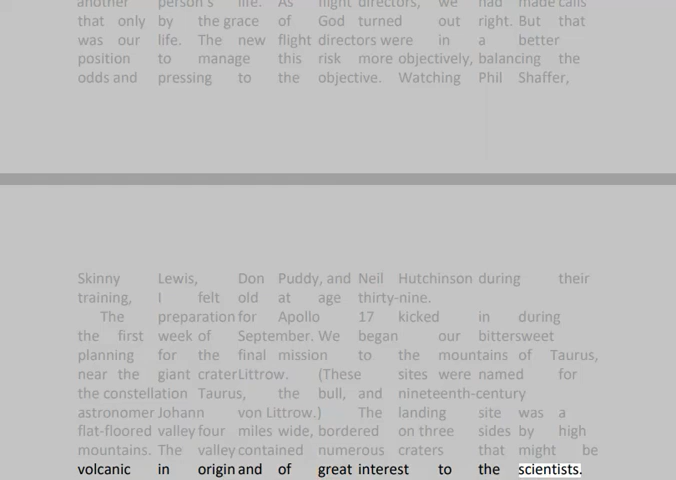 another person's life. As flight directors, we had made calls
that only by the grace of God turned out right. But that
was our life. The new flight directors were in a better
position to manage this risk more objectively, balancing the
odds and pressing to the objective. Watching Phil Shaffer,
Skinny Lewis, Don Puddy, and Neil Hutchinson during their
training, I felt old at age thirty-nine.
The preparation for Apollo 17 kicked in during
the first week of September. We began our bittersweet
planning for the final mission to the mountains of Taurus,
near the giant crater Littrow. (These sites were named for
the constellation Taurus, the bull, and nineteenth-century
astronomer Johann von Littrow.) The landing site was a
flat-floored valley four miles wide, bordered on three sides by high
mountains. The valley contained numerous craters that might be
volcanic in origin and of great interest to the scientists.